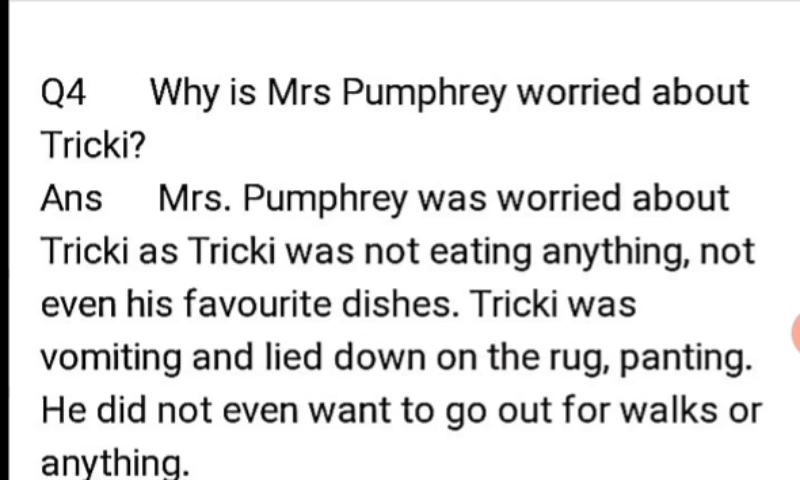 Q4 Why is Mrs Pumphrey worried about
Tricki?
Ans Mrs. Pumphrey was worried about
Tricki as Tricki was not eating anything, not
even his favourite dishes. Tricki was
vomiting and lied down on the rug, panting.
He did not even want to go out for walks or
anything.